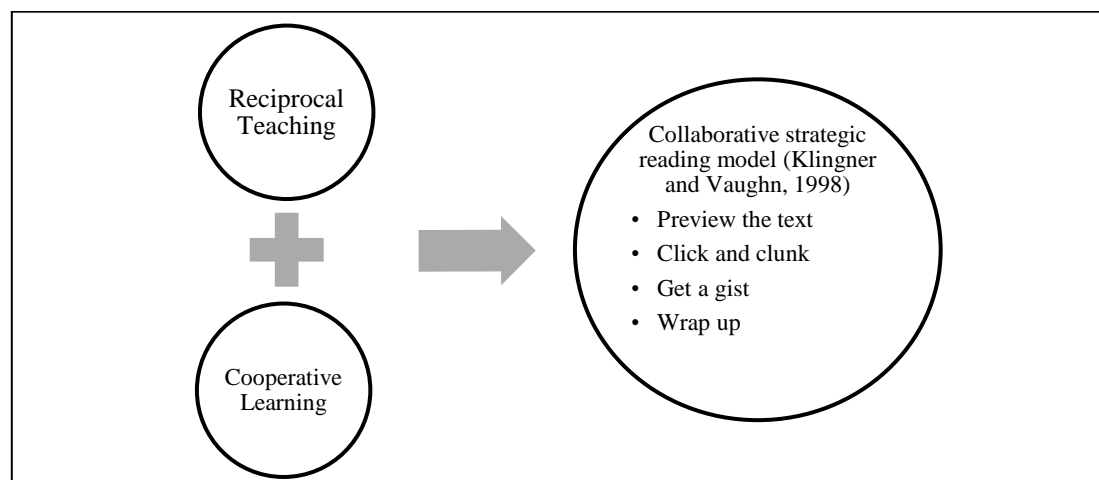 Reciprocal
Teaching
Cooperative
Learning
Collaborative strategic
reading model (Klingner
and Vaughn, 1998)
• Preview the text
• Click and clunk
• Get a gist
• Wrap up